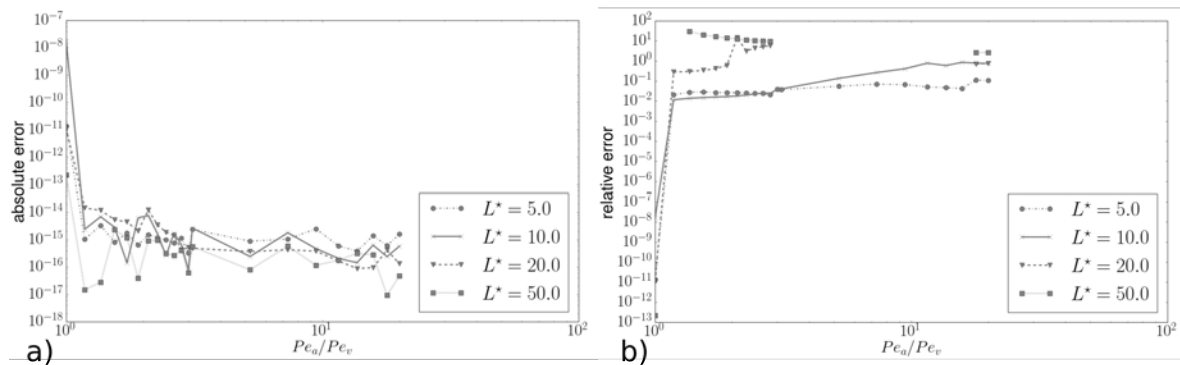 10^{-7}
10^{-8}
10^{-9}
10^{-10}
10^{-11}
10^{-12}
10^{-13}
10^{-14}
10^{-15}
10^{-16}
10^{-17}
10^{-18}
absolute error
L^⋆ = 5.0
L^⋆ = 10.0
L^⋆ = 20.0
L^⋆ = 50.0
10^0
10^1
10^2
Pe_a/Pe_v
a)
10^2
10^1
10^0
10^{-1}
10^{-2}
10^{-3}
10^{-4}
10^{-5}
10^{-6}
10^{-7}
10^{-8}
10^{-9}
10^{-10}
10^{-11}
10^{-12}
10^{-13}
relative error
L^⋆ = 5.0
L^⋆ = 10.0
L^⋆ = 20.0
L^⋆ = 50.0
10^0
10^1
10^2
Pe_a/Pe_v
b)